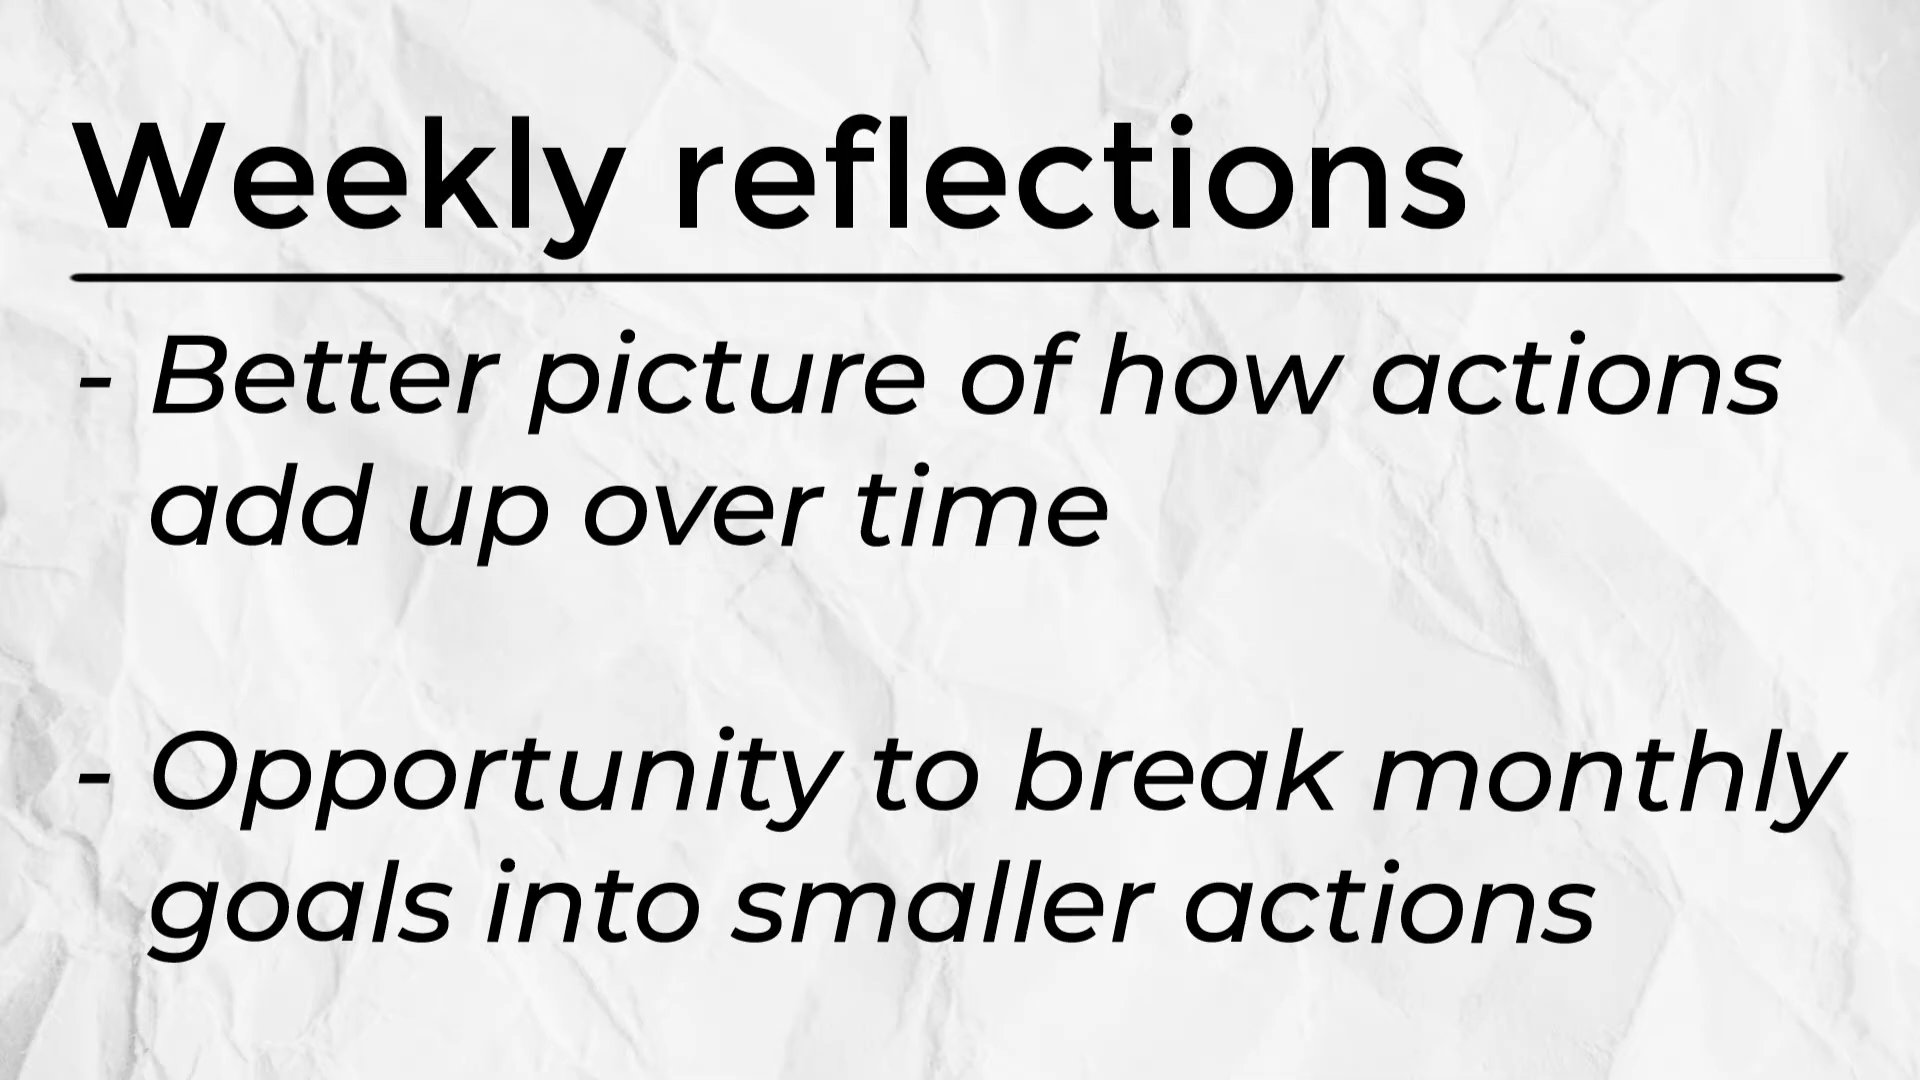 Weekly reflections
- Better picture of how actions
add up over time
- Opportunity to break monthly
goals into smaller actions